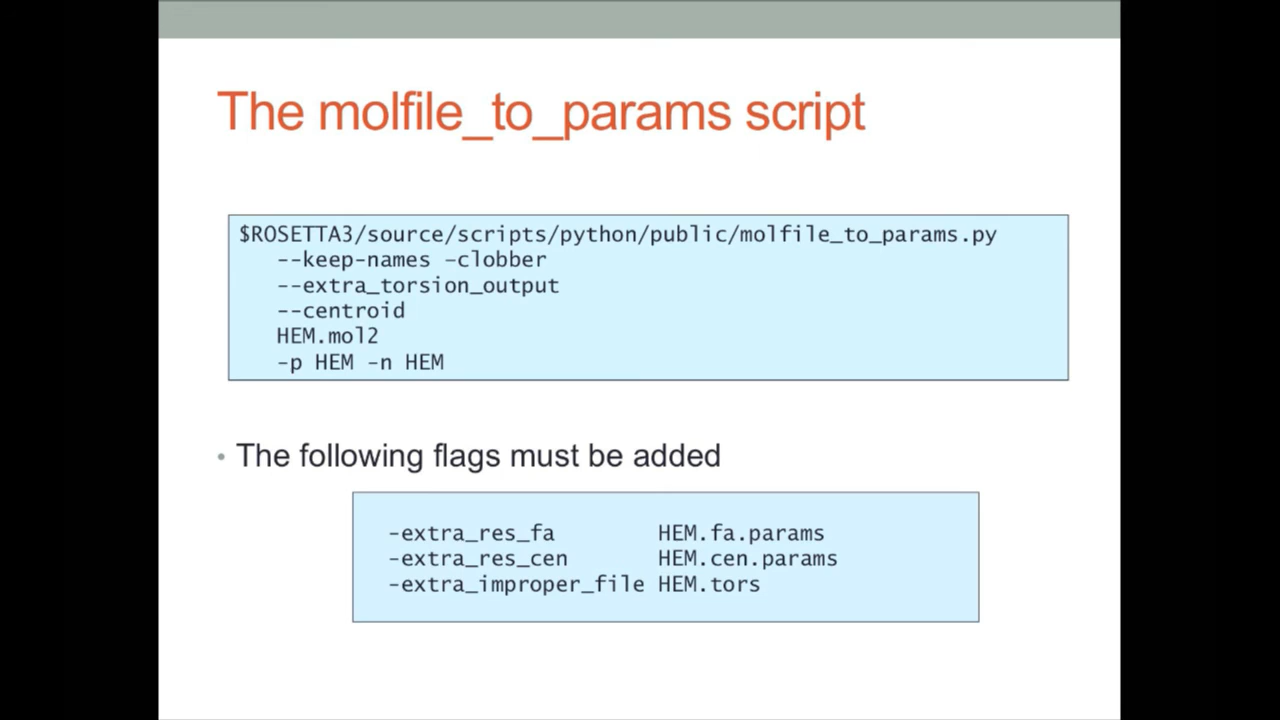 The molfile_to_params script
$ROSETTA3/source/scripts/python/public/molfile_to_params.py
--keep-names –clobber
--extra_torsion_output
--centroid
HEM.mol2
-p HEM –n HEM
• The following flags must be added
-extra_res_fa HEM.fa.params
-extra_res_cen HEM.cen.params
-extra_improper_file HEM.tors